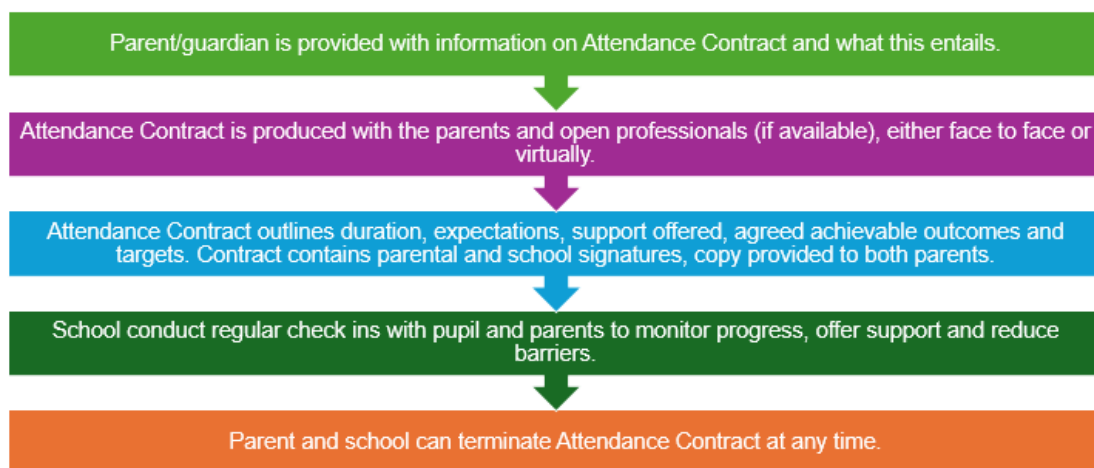 Parent/guardian is provided with information on Attendance Contract and what this entails.
Attendance Contract is produced with the parents and open professionals (if available), either face to face or
virtually.
Attendance Contract outlines duration, expectations, support offered, agreed achievable outcomes and
targets. Contract contains parental and school signatures, copy provided to both parents.
School conduct regular check ins with pupil and parents to monitor progress, offer support and reduce
barriers.
Parent and school can terminate Attendance Contract at any time.